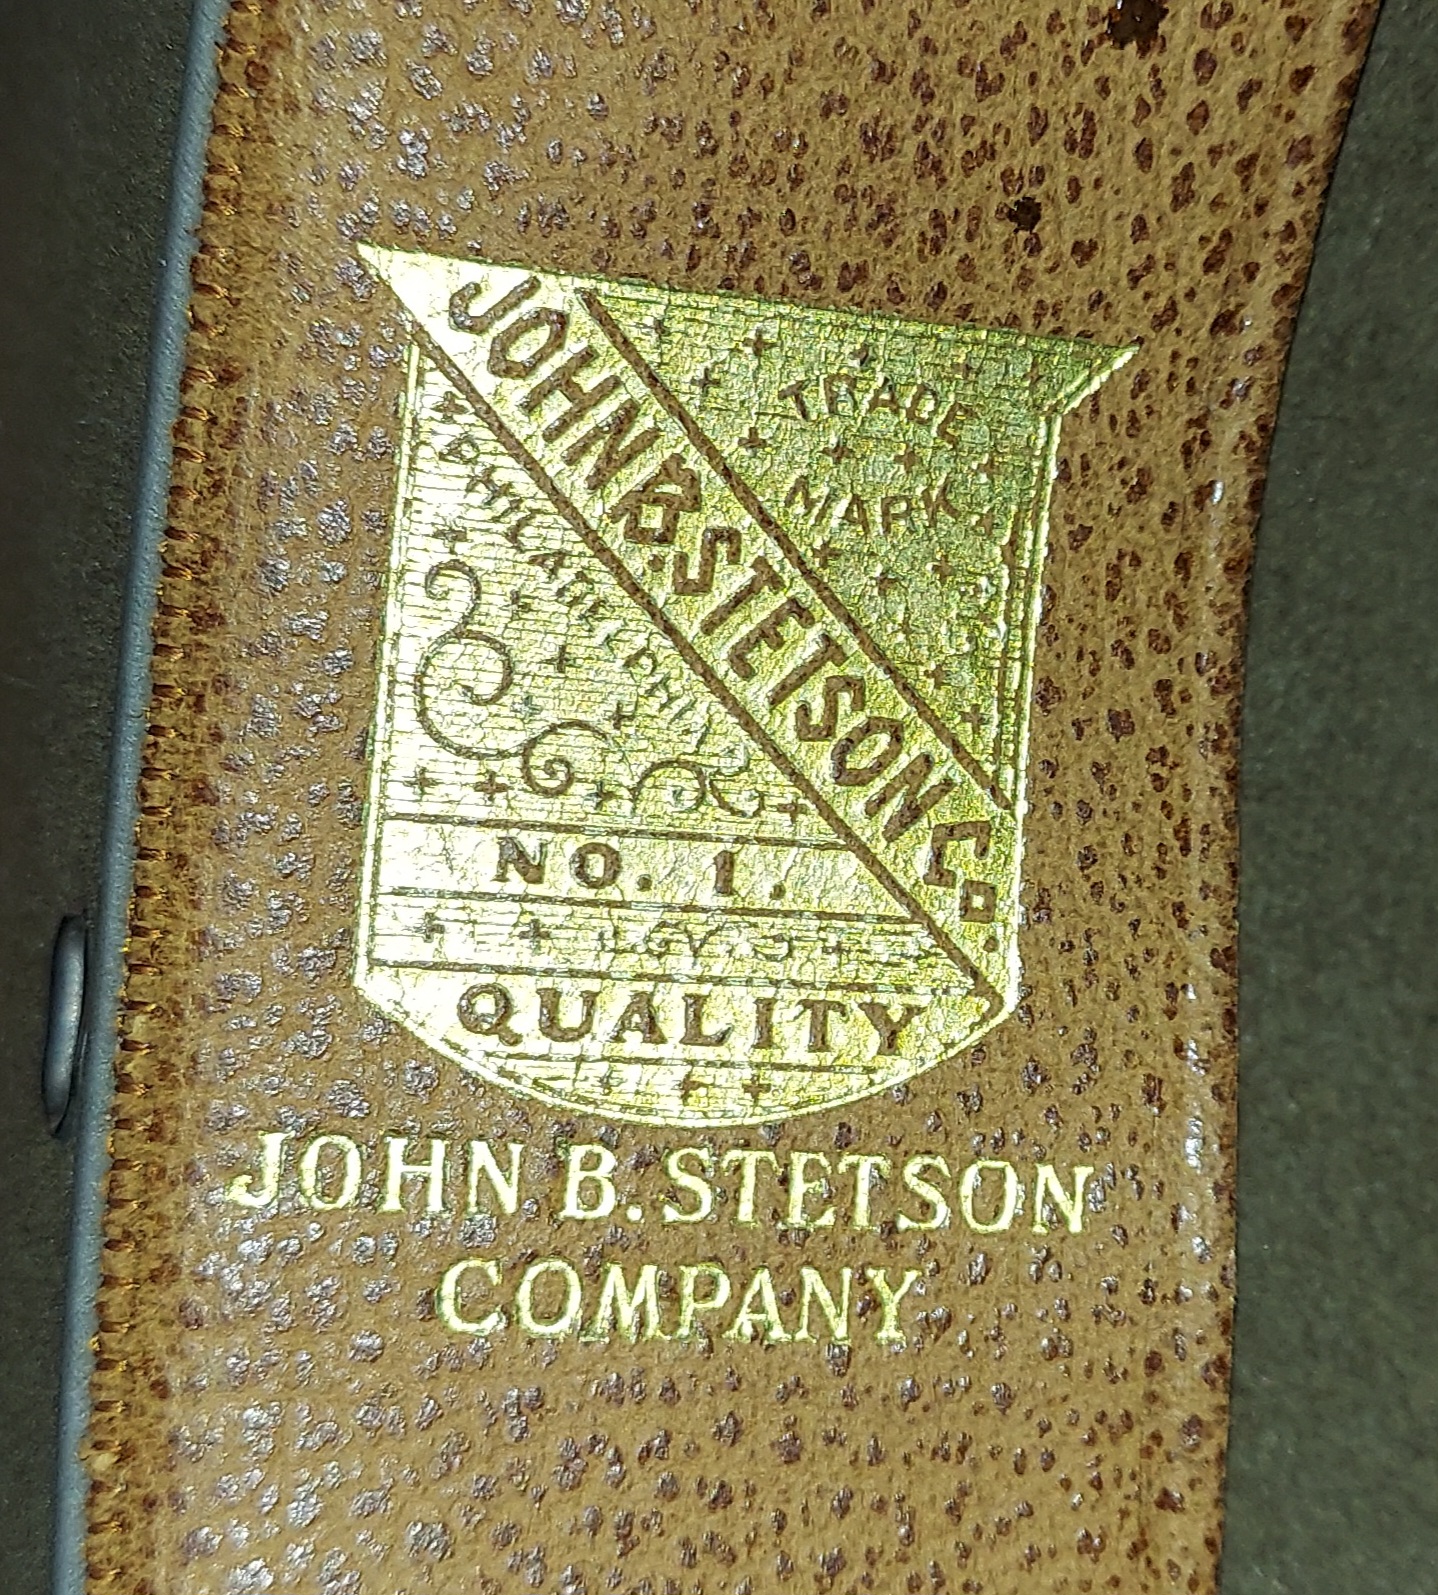 JOHN B. STETSON Co.
TRADE
MARK
PHILADELPHIA
NO. 1.
QUALITY
JOHN B. STETSON
COMPANY